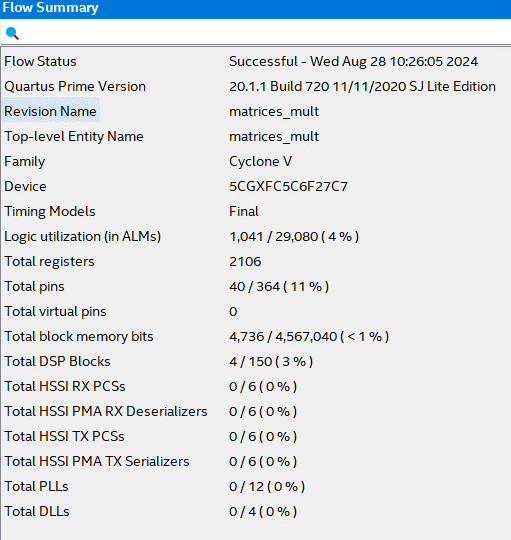 Flow Summary
Flow Status Successful - Wed Aug 28 10:26:05 2024
Quartus Prime Version 20.1.1 Build 720 11/11/2020 SJ Lite Edition
Revision Name matrices_mult
Top-level Entity Name matrices_mult
Family Cyclone V
Device 5CGXFC5C6F27C7
Timing Models Final
Logic utilization (in ALMs) 1,041 / 29,080 ( 4 % )
Total registers 2106
Total pins 40 / 364 ( 11 % )
Total virtual pins 0
Total block memory bits 4,736 / 4,567,040 ( < 1 % )
Total DSP Blocks 4 / 150 ( 3 % )
Total HSSI RX PCSs 0 / 6 ( 0 % )
Total HSSI PMA RX Deserializers 0 / 6 ( 0 % )
Total HSSI TX PCSs 0 / 6 ( 0 % )
Total HSSI PMA TX Serializers 0 / 6 ( 0 % )
Total PLLs 0 / 12 ( 0 % )
Total DLLs 0 / 4 ( 0 % )